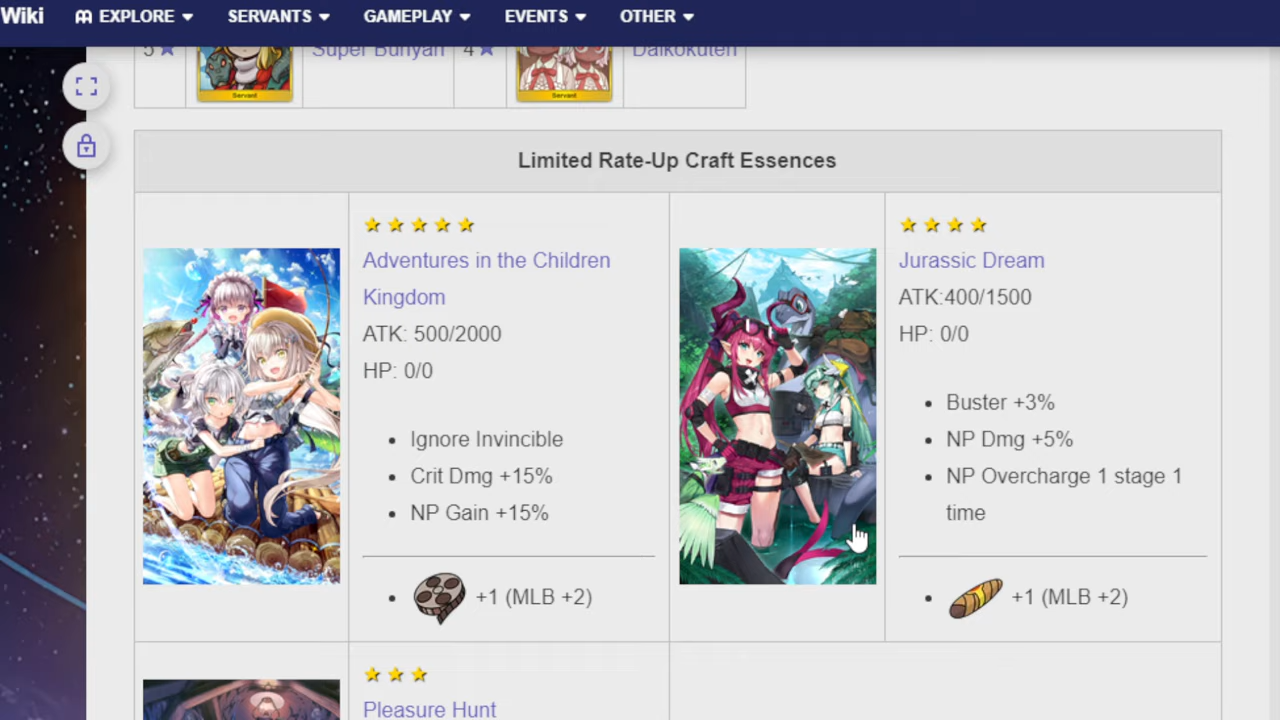 Wiki EXPLORE SERVANTS GAMEPLAY EVENTS OTHER
5 Super Bunyan 4 Daikokuten
Servant Servant
Limited Rate-Up Craft Essences
Adventures in the Children
Kingdom
ATK: 500/2000
HP: 0/0
Ignore Invincible
Crit Dmg +15%
NP Gain +15%
+1 (MLB +2)
Jurassic Dream
ATK:400/1500
HP: 0/0
Buster +3%
NP Dmg +5%
NP Overcharge 1 stage 1
time
+1 (MLB +2)
Pleasure Hunt